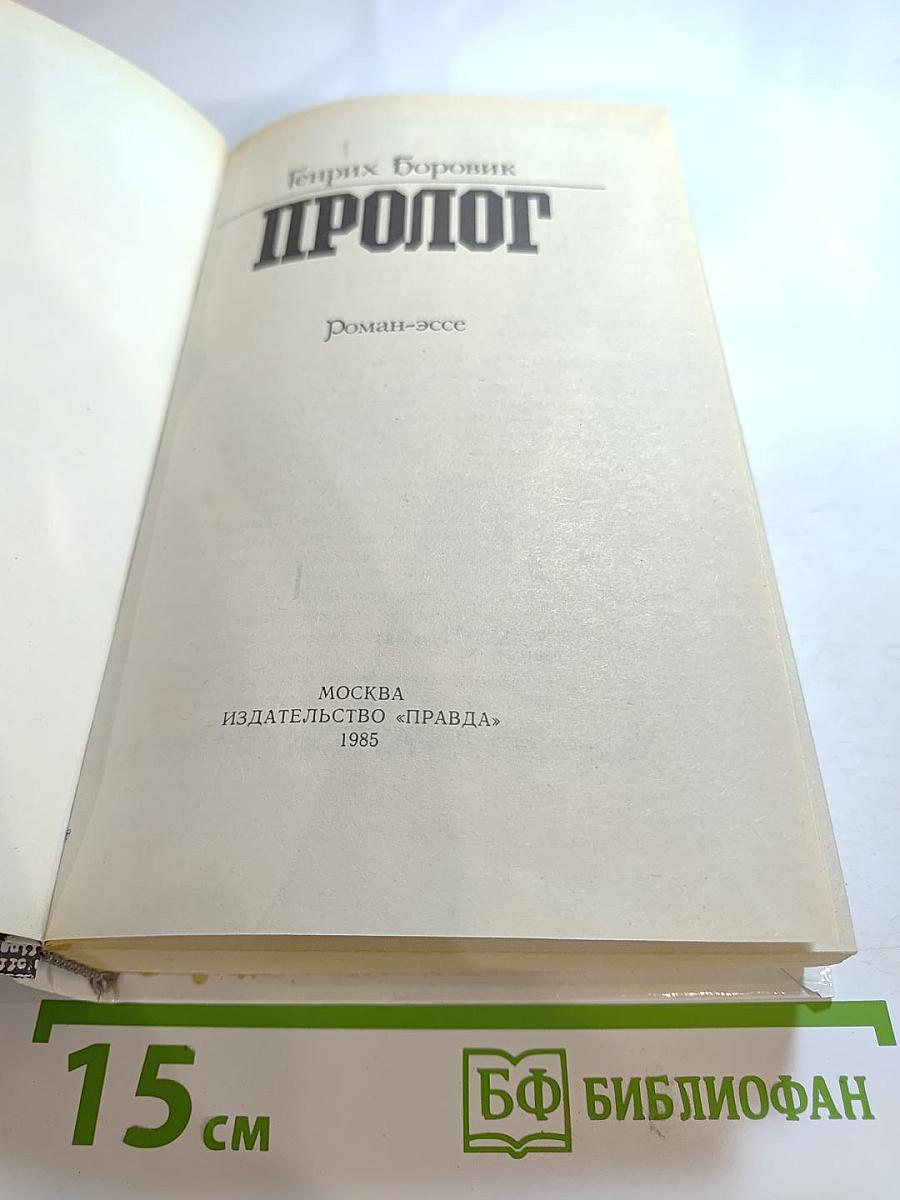 Генрих Боровик
ПРОЛОГ
Роман-эссе
МОСКВА
ИЗДАТЕЛЬСТВО «ПРАВДА»
1985
15 см
БФ БИБЛИОФАН